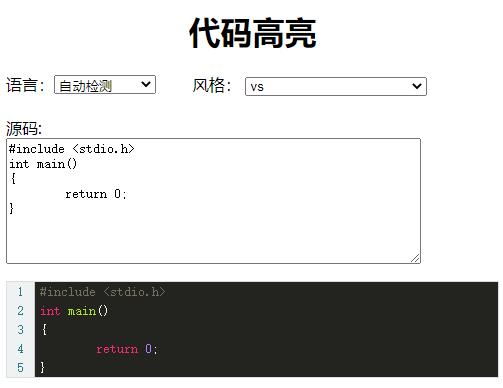 代码高亮
语言：自动检测 风格： vs
源码:
#include <stdio.h>
int main()
{
        return 0;
}
1 #include <stdio.h>
2 int main()
3 {
4         return 0;
5 }